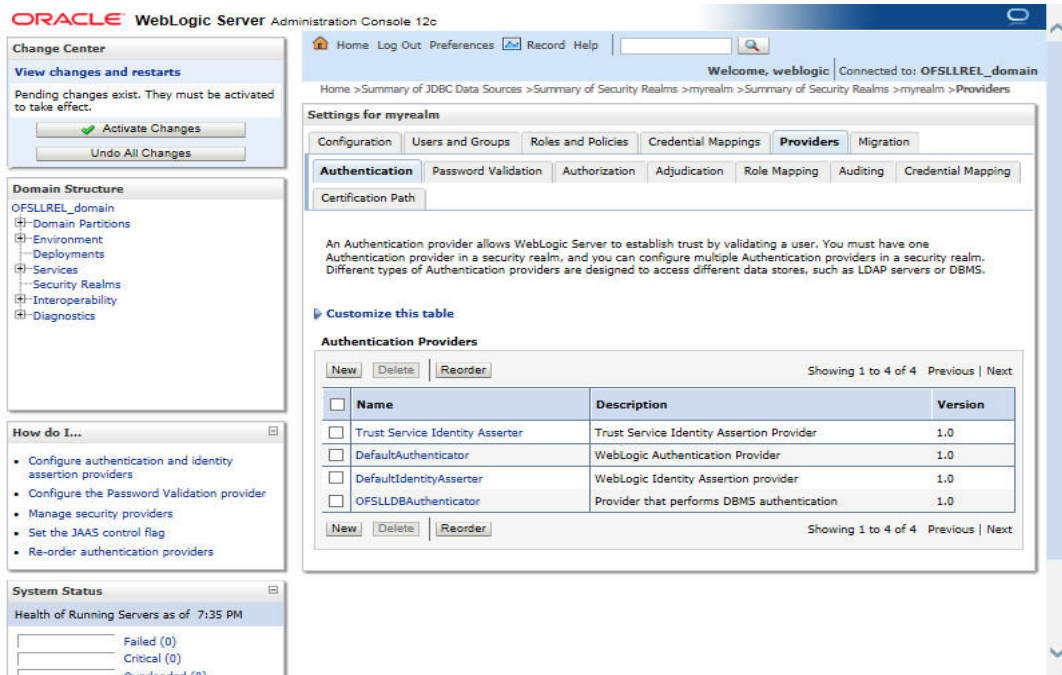 ORACLE WebLogic Server Administration Console 12c
Change Center
View changes and restarts
Pending changes exist. They must be activated
to take effect.
Activate Changes
Undo All Changes
Domain Structure
OFSLLREL_domain
Domain Partitions
Environment
Deployments
Services
Security Realms
Interoperability
Diagnostics
How do I...
Configure authentication and identity
assertion providers
Configure the Password Validation provider
Manage security providers
Set the JAAS control flag
Re-order authentication providers
System Status
Health of Running Servers as of 7:35 PM
Failed (0)
Critical (0)
Overloaded (0)
Home Log Out Preferences Record Help
Welcome, weblogic Connected to: OFSLLREL_domain
Home >Summary of JDBC Data Sources >Summary of Security Realms >myrealm >Summary of Security Realms >myrealm >Providers
Settings for myrealm
Configuration Users and Groups Roles and Policies Credential Mappings Providers Migration
Authentication Password Validation Authorization Adjudication Role Mapping Auditing Credential Mapping
Certification Path
An Authentication provider allows WebLogic Server to establish trust by validating a user. You must have one
Authentication provider in a security realm, and you can configure multiple Authentication providers in a security realm.
Different types of Authentication providers are designed to access different data stores, such as LDAP servers or DBMS.
Customize this table
Authentication Providers
New Delete Reorder Showing 1 to 4 of 4 Previous | Next
Name Description Version
Trust Service Identity Asserter Trust Service Identity Assertion Provider 1.0
DefaultAuthenticator WebLogic Authentication Provider 1.0
DefaultIdentityAsserter WebLogic Identity Assertion provider 1.0
OFSLLDBAuthenticator Provider that performs DBMS authentication 1.0
New Delete Reorder Showing 1 to 4 of 4 Previous | Next